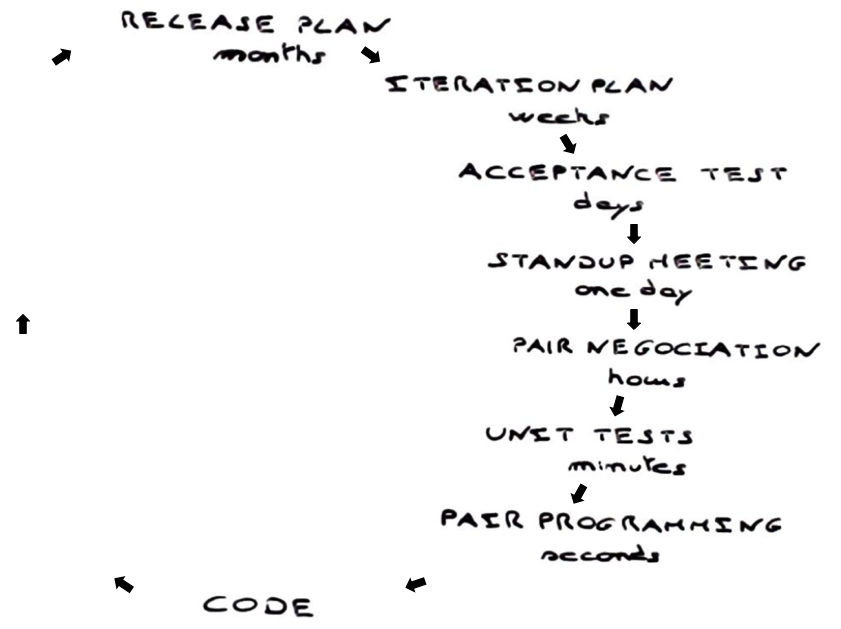 RELEASE PLAN
months
ITERATION PLAN
weeks
ACCEPTANCE TEST
days
STANDUP MEETING
one day
PAIR NEGOCIATION
hours
UNIT TESTS
minutes
PAIR PROGRAMMING
seconds
CODE